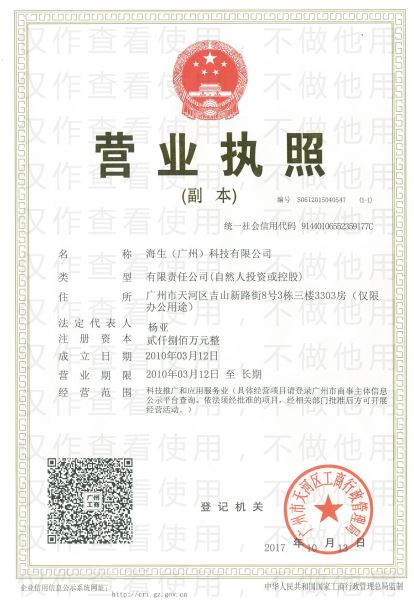 仅作查看使用，不做他用
营业执照
(副 本)
编号 S0612015040547 (1-1)
统一社会信用代码 91440106552359177C
名 称 海生（广州）科技有限公司
类 型 有限责任公司(自然人投资或控股)
住 所 广州市天河区吉山新路街8号3栋三楼3303房（仅限
办公用途）
法定代表人 杨亚
注册资本 贰仟捌佰万元整
成立日期 2010年03月12日
营业期限 2010年03月12日 至 长期
经营范围 科技推广和应用服务业（具体经营项目请登录广州市商事主体信息
公示平台查询。依法须经批准的项目，经相关部门批准后方可开展
经营活动。）
广州
工商
登记机关
广州市天河区工商行政管理局
2017 年 10 月 12 日
企业信用信息公示系统网址：
http://cri.gz.gov.cn
中华人民共和国国家工商行政管理总局监制